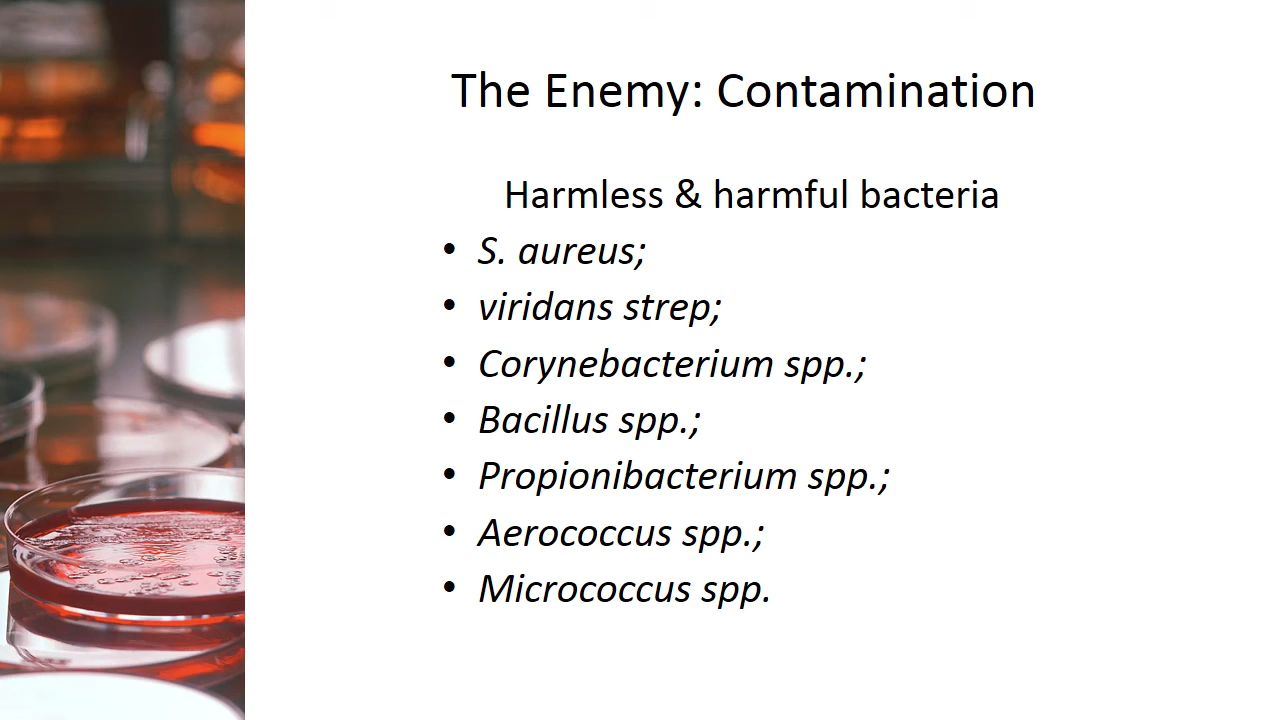 The Enemy: Contamination
Harmless & harmful bacteria
• S. aureus;
• viridans strep;
• Corynebacterium spp.;
• Bacillus spp.;
• Propionibacterium spp.;
• Aerococcus spp.;
• Micrococcus spp.